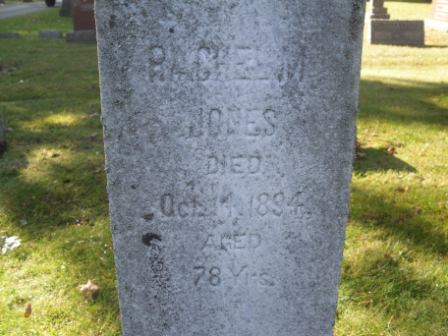 RACHEL M
JONES
DIED
Oct. 14, 1894,
AGED
78 Yrs.